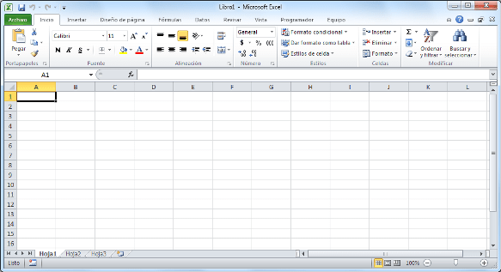 Libro1 - Microsoft Excel
Archivo Inicio Insertar Diseño de página Fórmulas Datos Revisar Vista Programador Equipo
Pegar
Calibri 11
N K S
General
$ % 000
Formato condicional
Dar formato como tabla
Estilos de celda
Insertar
Eliminar
Formato
Σ
Ordenar y filtrar
Buscar y seleccionar
Portapapeles Fuente Alineación Número Estilos Celdas Modificar
A1 fx
A B C D E F G H I J K L
1
2
3
4
5
6
7
8
9
10
11
12
13
14
15
16
Hoja1 Hoja2 Hoja3
Listo 100%